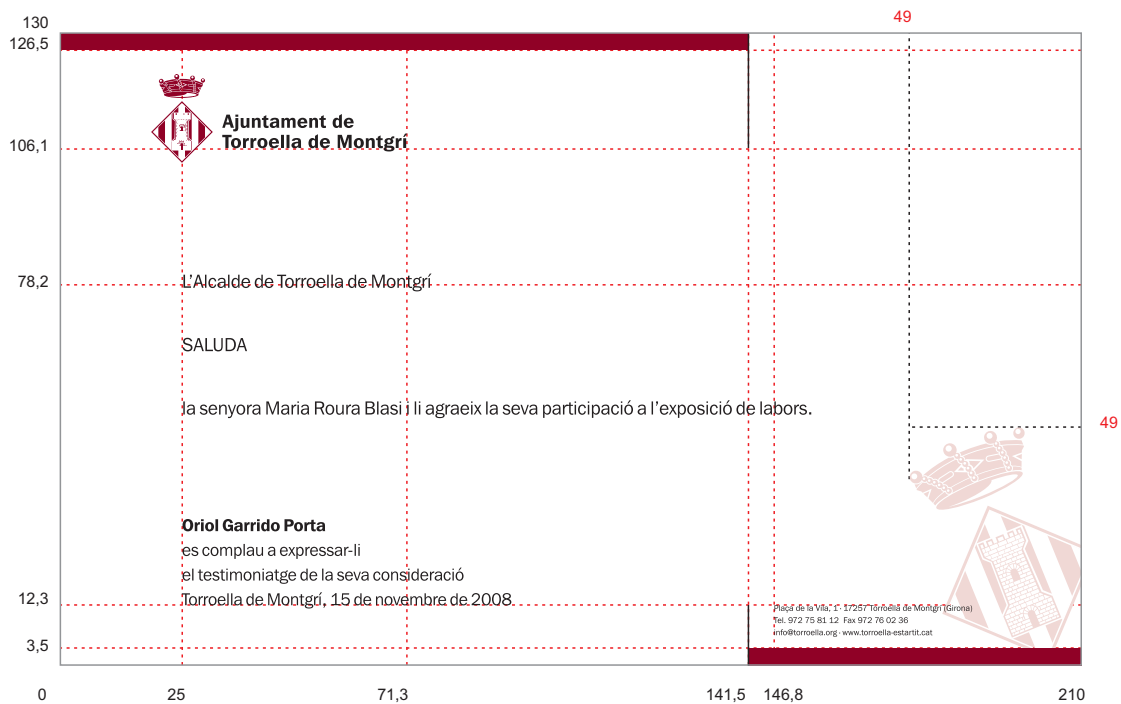 49
130
126,5
Ajuntament de
Torroella de Montgrí
106,1
L'Alcalde de Torroella de Montgrí
78,2
SALUDA
la senyora Maria Roura Blasi i li agraeix la seva participació a l'exposició de labors.
49
Oriol Garrido Porta
es complau a expressar-li
el testimoniatge de la seva consideració
Torroella de Montgrí, 15 de novembre de 2008
12,3
Plaça de la Vila, 1 · 17257 Torroella de Montgrí (Girona)
Tel. 972 75 81 12 Fax 972 76 02 36
info@torroella.org · www.torroella-estartit.cat
3,5
0 25 71,3 141,5 146,8 210